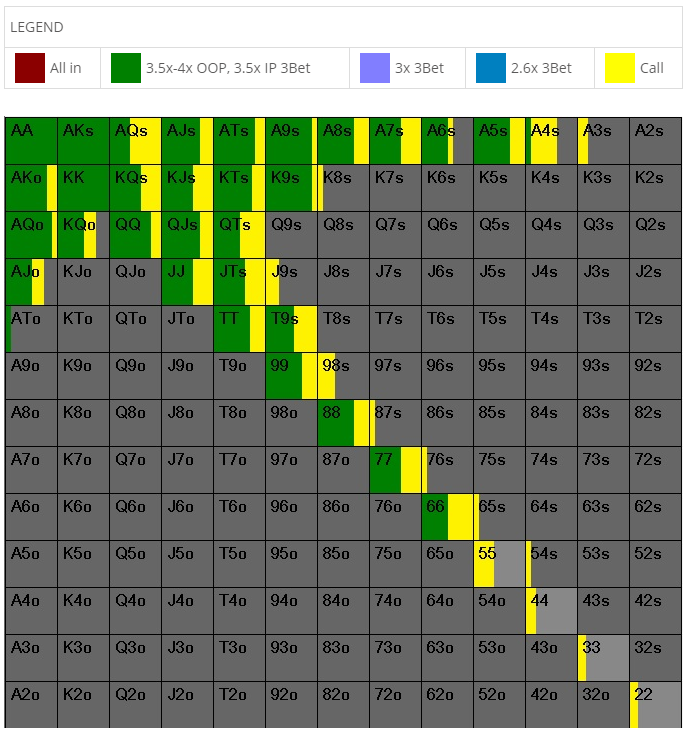 LEGEND
All in 3.5x-4x OOP, 3.5x IP 3Bet 3x 3Bet 2.6x 3Bet Call
AA AKs AQs AJs ATs A9s A8s A7s A6s A5s A4s A3s A2s
AKo KK KQs KJs KTs K9s K8s K7s K6s K5s K4s K3s K2s
AQo KQo QQ QJs QTs Q9s Q8s Q7s Q6s Q5s Q4s Q3s Q2s
AJo KJo QJo JJ JTs J9s J8s J7s J6s J5s J4s J3s J2s
ATo KTo QTo JTo TT T9s T8s T7s T6s T5s T4s T3s T2s
A9o K9o Q9o J9o T9o 99 98s 97s 96s 95s 94s 93s 92s
A8o K8o Q8o J8o T8o 98o 88 87s 86s 85s 84s 83s 82s
A7o K7o Q7o J7o T7o 97o 87o 77 76s 75s 74s 73s 72s
A6o K6o Q6o J6o T6o 96o 86o 76o 66 65s 64s 63s 62s
A5o K5o Q5o J5o T5o 95o 85o 75o 65o 55 54s 53s 52s
A4o K4o Q4o J4o T4o 94o 84o 74o 64o 54o 44 43s 42s
A3o K3o Q3o J3o T3o 93o 83o 73o 63o 53o 43o 33 32s
A2o K2o Q2o J2o T2o 92o 82o 72o 62o 52o 42o 32o 22